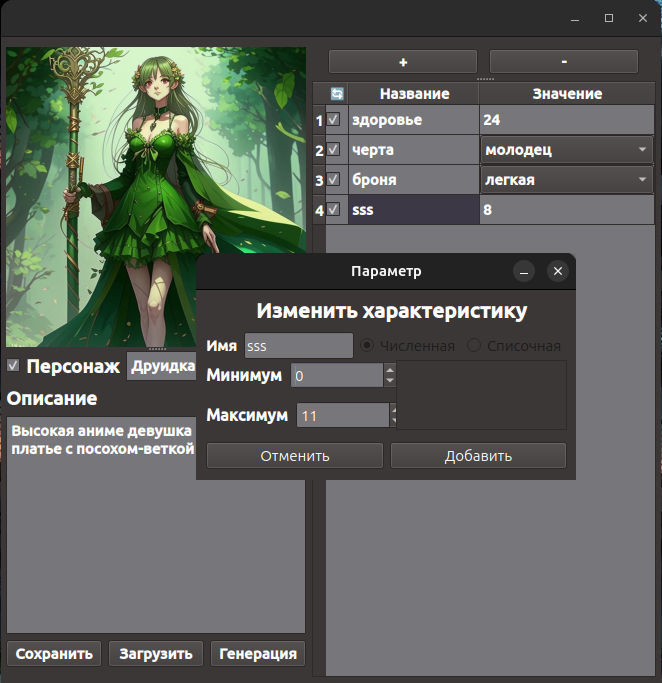 + -
Название Значение
1 здоровье 24
2 черта молодец
3 броня легкая
4 sss 8
Параметр
Изменить характеристику
Имя sss Численная Списочная
Минимум 0
Максимум 11
Отменить Добавить
Персонаж Друидка
Описание
Высокая аниме девушка
платье с посохом-веткой
Сохранить Загрузить Генерация